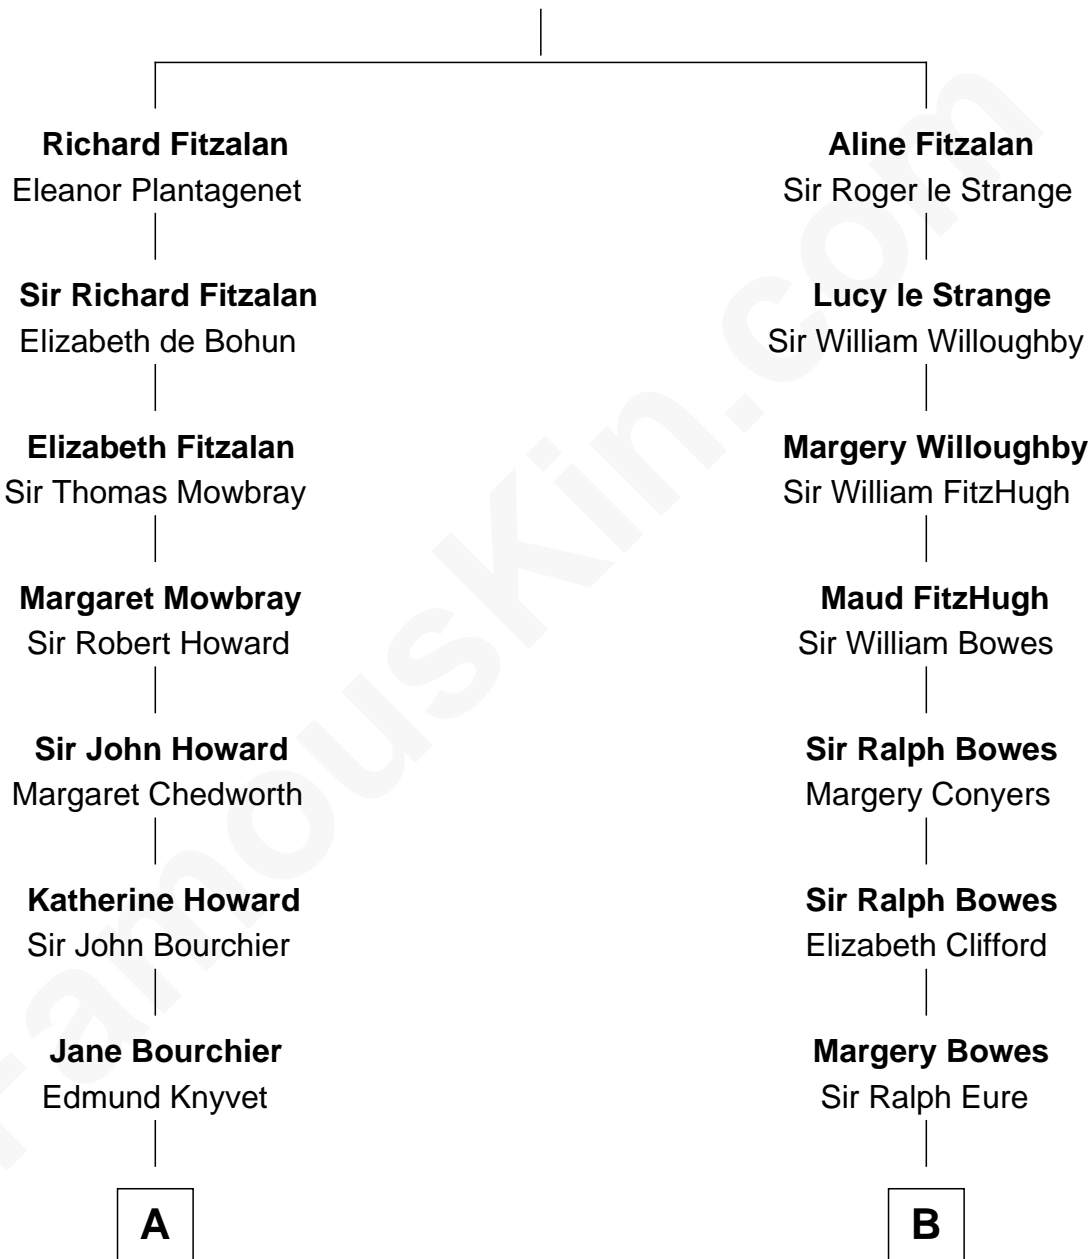 Richard Fitzalan
Eleanor Plantagenet
Sir Richard Fitzalan
Elizabeth de Bohun
Elizabeth Fitzalan
Sir Thomas Mowbray
Margaret Mowbray
Sir Robert Howard
Sir John Howard
Margaret Chedworth
Katherine Howard
Sir John Bourchier
Jane Bourchier
Edmund Knyvet
A
Aline Fitzalan
Sir Roger le Strange
Lucy le Strange
Sir William Willoughby
Margery Willoughby
Sir William FitzHugh
Maud FitzHugh
Sir William Bowes
Sir Ralph Bowes
Margery Conyers
Sir Ralph Bowes
Elizabeth Clifford
Margery Bowes
Sir Ralph Eure
B
FamousKin.com